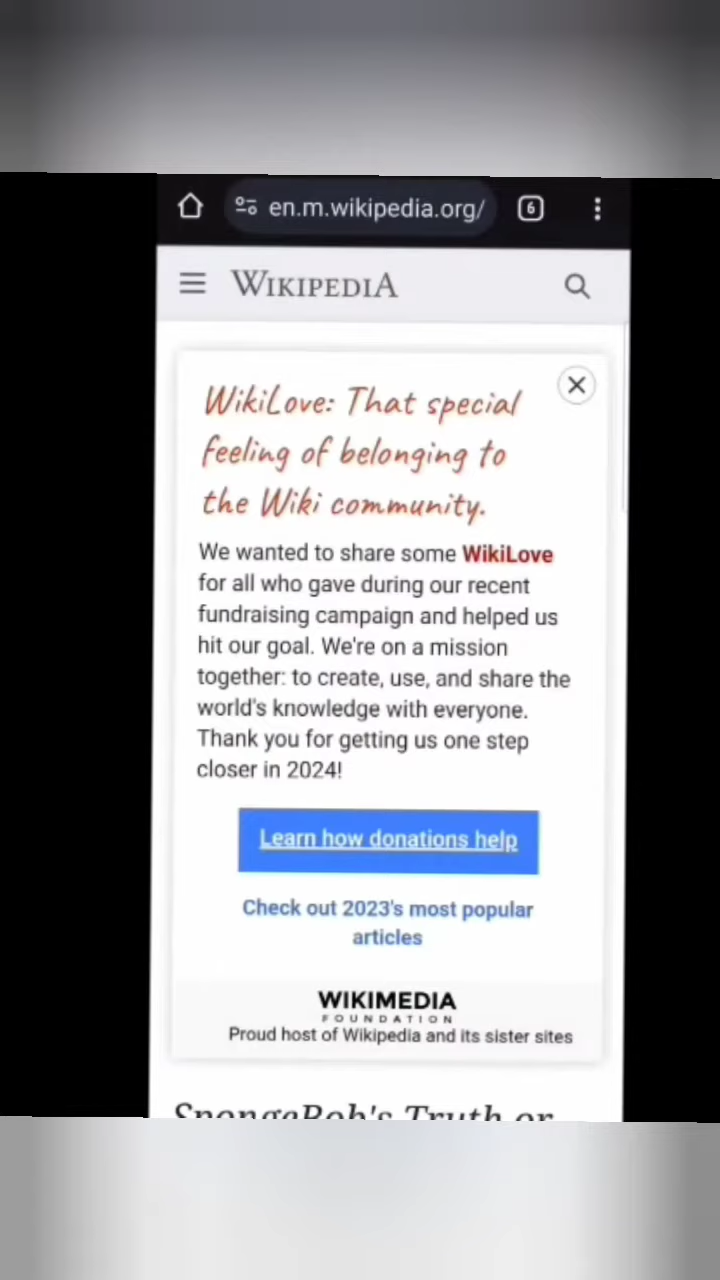 en.m.wikipedia.org/
6
WIKIPEDIA
WikiLove: That special
feeling of belonging to
the Wiki community.
We wanted to share some WikiLove
for all who gave during our recent
fundraising campaign and helped us
hit our goal. We're on a mission
together: to create, use, and share the
world's knowledge with everyone.
Thank you for getting us one step
closer in 2024!
Learn how donations help
Check out 2023's most popular
articles
WIKIMEDIA
FOUNDATION
Proud host of Wikipedia and its sister sites
SpongeBob's Truth or